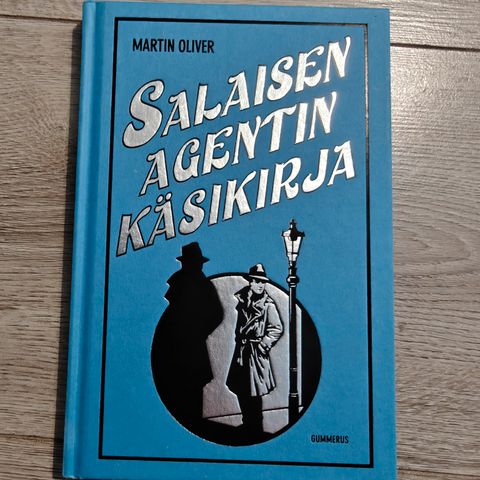 MARTIN OLIVER
SALAISEN
AGENTIN
KÄSIKIRJA
GUMMERUS